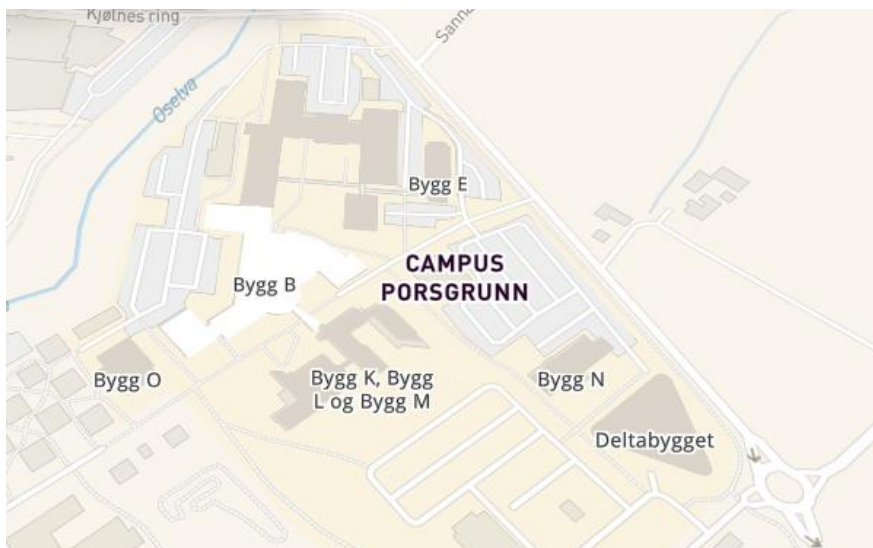 Kjølnes ring
Oselva
Bygg E
CAMPUS
PORSGRUNN
Bygg B
Bygg O
Bygg K, Bygg
L og Bygg M
Bygg N
Deltabygget